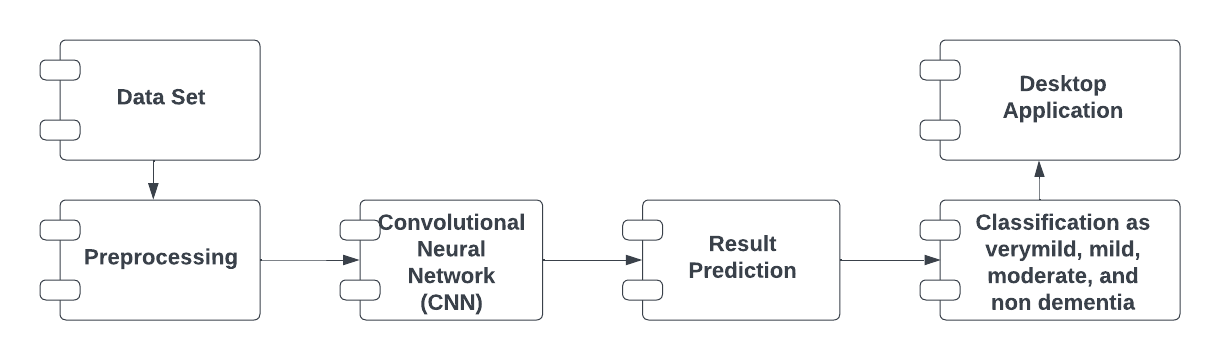 Data Set
Desktop
Application
Preprocessing
Convolutional
Neural
Network
(CNN)
Result
Prediction
Classification as
verymild, mild,
moderate, and
non dementia